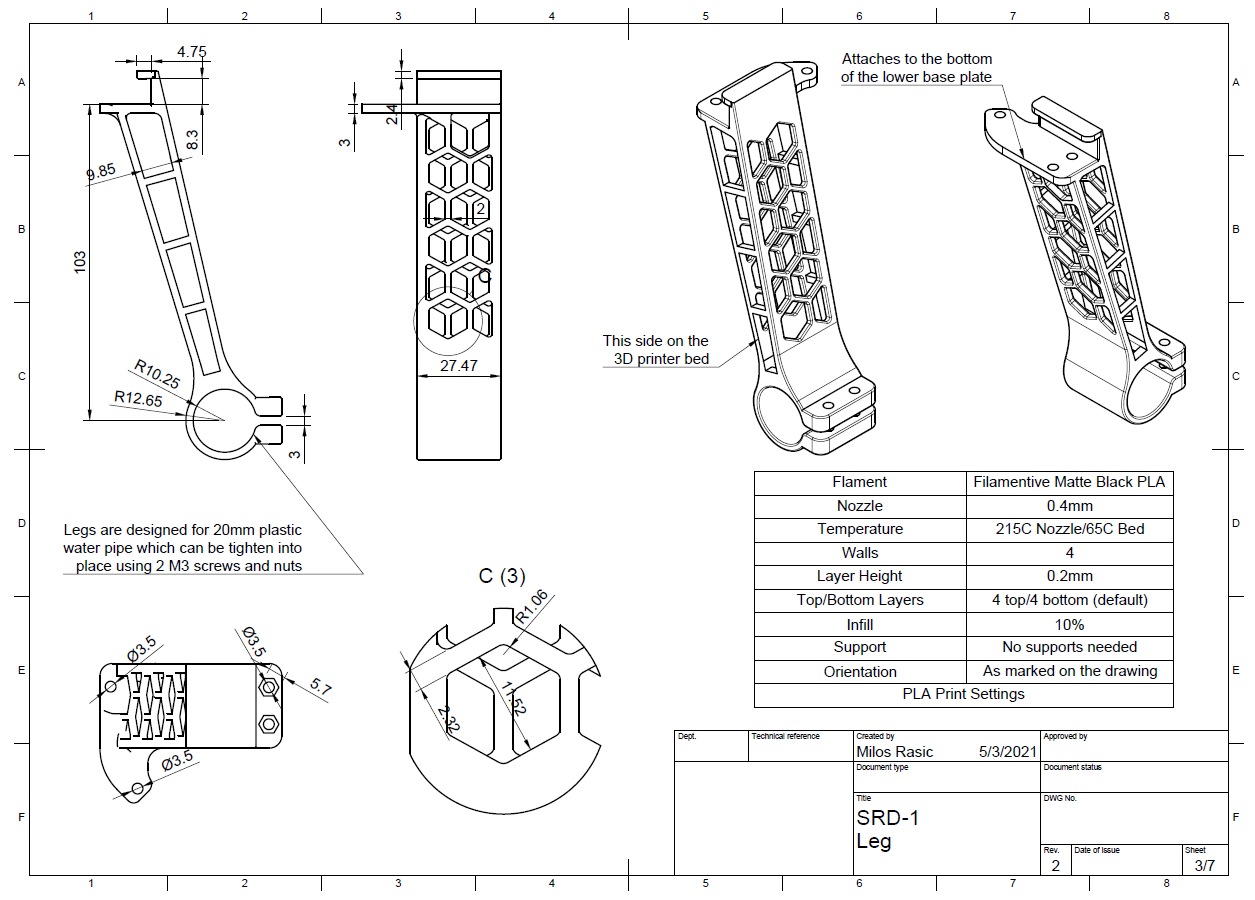 1 2 3 4 5 6 7 8
A
B
C
D
E
F
A
B
C
D
E
F
4.75
8.3
9.85
103
R10.25
R12.65
3
2.4
3
2
C
27.47
Attaches to the bottom
of the lower base plate
This side on the
3D printer bed
Legs are designed for 20mm plastic
water pipe which can be tighten into
place using 2 M3 screws and nuts
Ø3.5
Ø3.5
5.7
Ø3.5
C (3)
R1.06
11.52
2.32
Flament Filamentive Matte Black PLA
Nozzle 0.4mm
Temperature 215C Nozzle/65C Bed
Walls 4
Layer Height 0.2mm
Top/Bottom Layers 4 top/4 bottom (default)
Infill 10%
Support No supports needed
Orientation As marked on the drawing
PLA Print Settings
Dept. Technical reference Created by Approved by
Milos Rasic 5/3/2021
Document type Document status
Title DWG No.
SRD-1
Leg
Rev. Date of issue Sheet
2 3/7
1 2 3 4 5 6 7 8